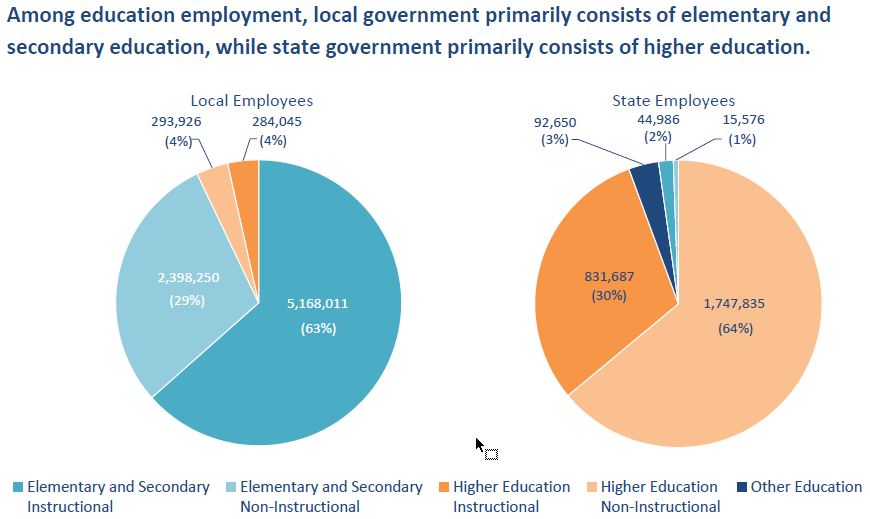 Among education employment, local government primarily consists of elementary and
secondary education, while state government primarily consists of higher education.
Local Employees
293,926
(4%)
284,045
(4%)
2,398,250
(29%)
5,168,011
(63%)
State Employees
92,650
(3%)
44,986
(2%)
15,576
(1%)
831,687
(30%)
1,747,835
(64%)
Elementary and Secondary
Instructional
Elementary and Secondary
Non-Instructional
Higher Education
Instructional
Higher Education
Non-Instructional
Other Education